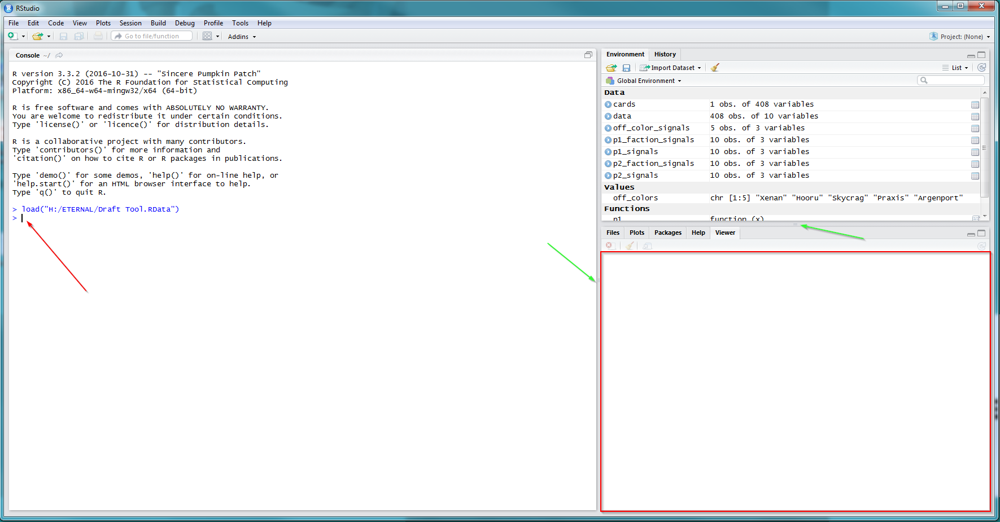 RStudio
File Edit Code View Plots Session Build Debug Profile Tools Help
Go to file/function Addins Project: (None)
Console ~/
R version 3.3.2 (2016-10-31) -- "Sincere Pumpkin Patch"
Copyright (C) 2016 The R Foundation for Statistical Computing
Platform: x86_64-w64-mingw32/x64 (64-bit)
R is free software and comes with ABSOLUTELY NO WARRANTY.
You are welcome to redistribute it under certain conditions.
Type 'license()' or 'licence()' for distribution details.
R is a collaborative project with many contributors.
Type 'contributors()' for more information and
'citation()' on how to cite R or R packages in publications.
Type 'demo()' for some demos, 'help()' for on-line help, or
'help.start()' for an HTML browser interface to help.
Type 'q()' to quit R.
> load("H:/ETERNAL/Draft Tool.RData")
>
Environment History
Import Dataset List
Global Environment
Data
cards 1 obs. of 408 variables
data 408 obs. of 10 variables
off_color_signals 5 obs. of 3 variables
p1_faction_signals 10 obs. of 3 variables
p1_signals 10 obs. of 3 variables
p2_faction_signals 10 obs. of 3 variables
p2_signals 10 obs. of 3 variables
Values
off_colors chr [1:5] "Xenan" "Hooru" "Skycrag" "Praxis" "Argenport"
Functions
p1 function (x)
Files Plots Packages Help Viewer